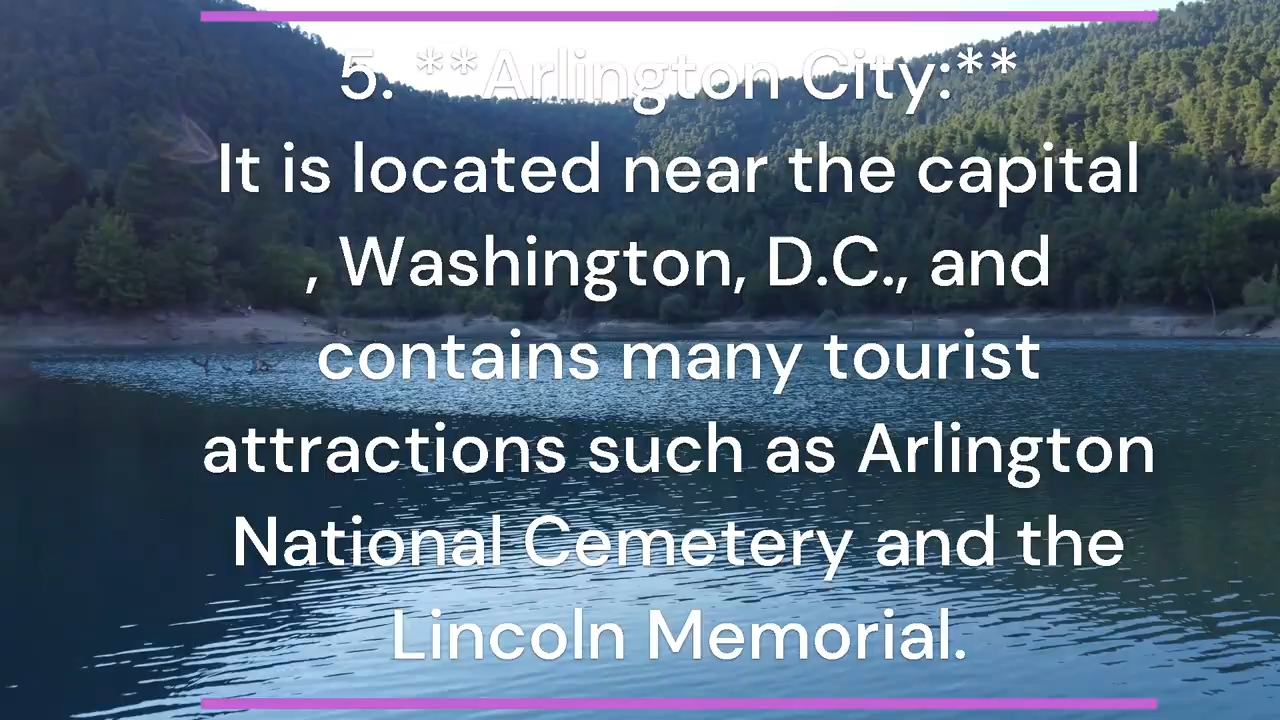 5. **Arlington City:**
It is located near the capital
, Washington, D.C., and
contains many tourist
attractions such as Arlington
National Cemetery and the
Lincoln Memorial.